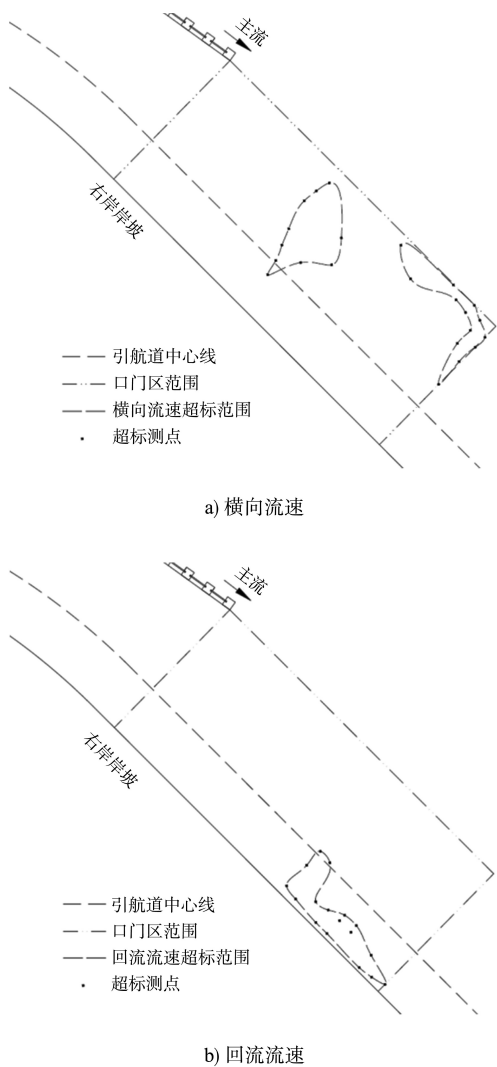 主流
右岸岸坡
引航道中心线
口门区范围
横向流速超标范围
超标测点
a) 横向流速
主流
右岸岸坡
引航道中心线
口门区范围
回流流速超标范围
超标测点
b) 回流流速